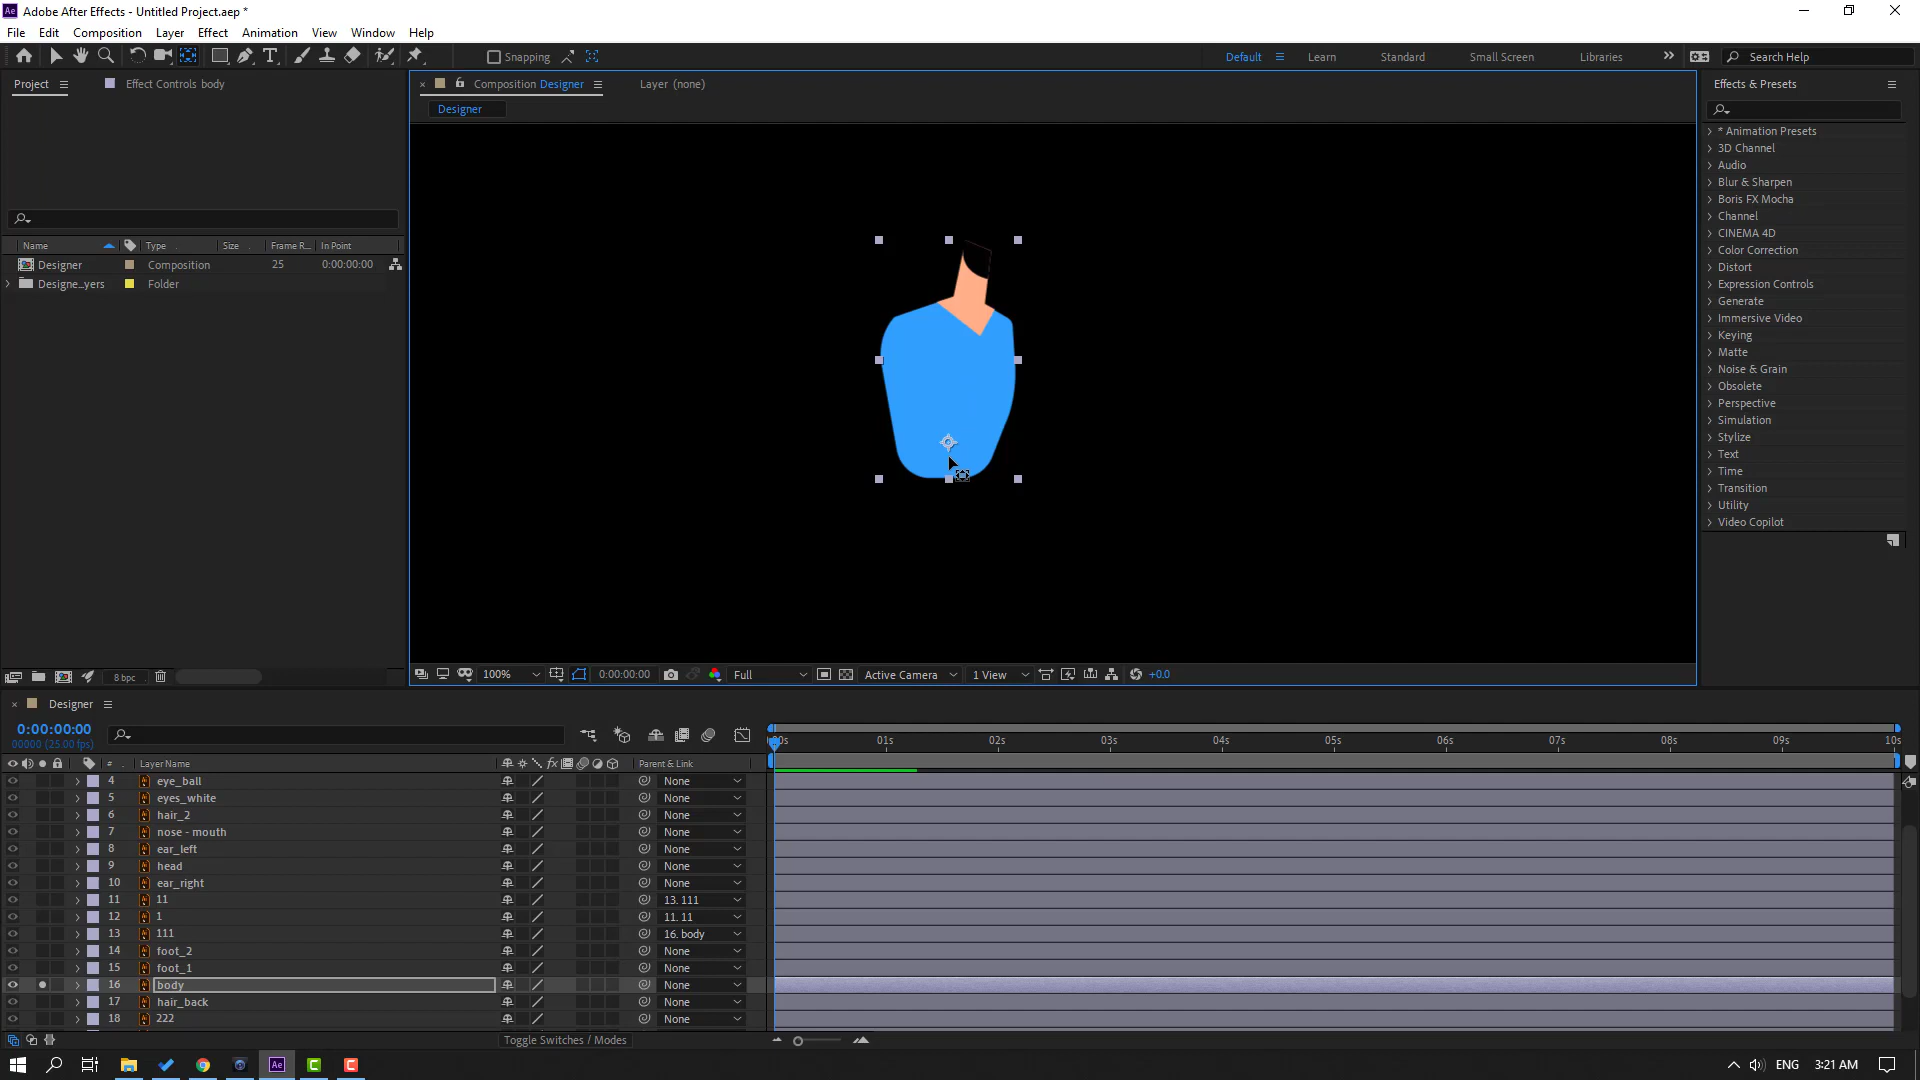 Adobe After Effects - Untitled Project.aep *
File Edit Composition Layer Effect Animation View Window Help
Snapping
Default Learn Standard Small Screen Libraries Search Help
Project Effect Controls body
Composition Designer Layer (none)
Effects & Presets
Designer
* Animation Presets
3D Channel
Audio
Blur & Sharpen
Boris FX Mocha
Channel
CINEMA 4D
Color Correction
Distort
Expression Controls
Generate
Immersive Video
Keying
Matte
Noise & Grain
Obsolete
Perspective
Simulation
Stylize
Text
Time
Transition
Utility
Video Copilot
Name Type Size Frame R... In Point
Designer Composition 25 0:00:00:00
Designe...yers Folder
8 bpc
100% 0:00:00:00 Full Active Camera 1 View +0.0
Designer
0:00:00:00
00000 (25.00 fps)
00s 01s 02s 03s 04s 05s 06s 07s 08s 09s 10s
# Layer Name fx Parent & Link
4 eye_ball None
5 eyes_white None
6 hair_2 None
7 nose - mouth None
8 ear_left None
9 head None
10 ear_right None
11 11 13. 111
12 1 11. 11
13 111 16. body
14 foot_2 None
15 foot_1 None
16 body None
17 hair_back None
18 222 None
Toggle Switches / Modes
ENG 3:21 AM